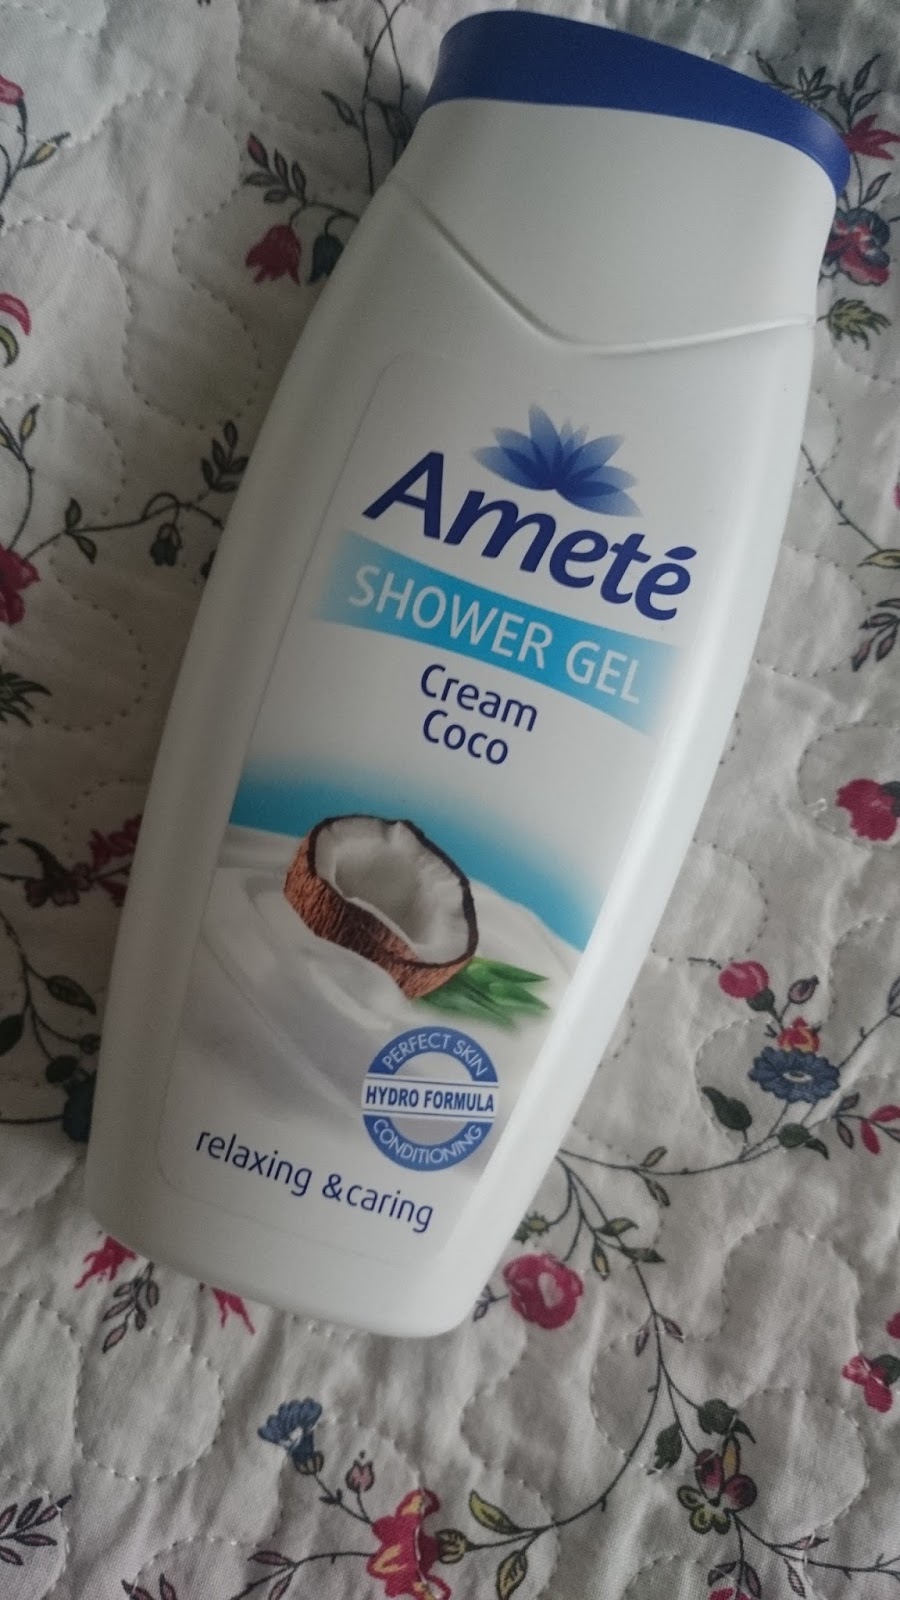 Ameté
SHOWER GEL
Cream
Coco
PERFECT SKIN
HYDRO FORMULA
CONDITIONING
relaxing &caring